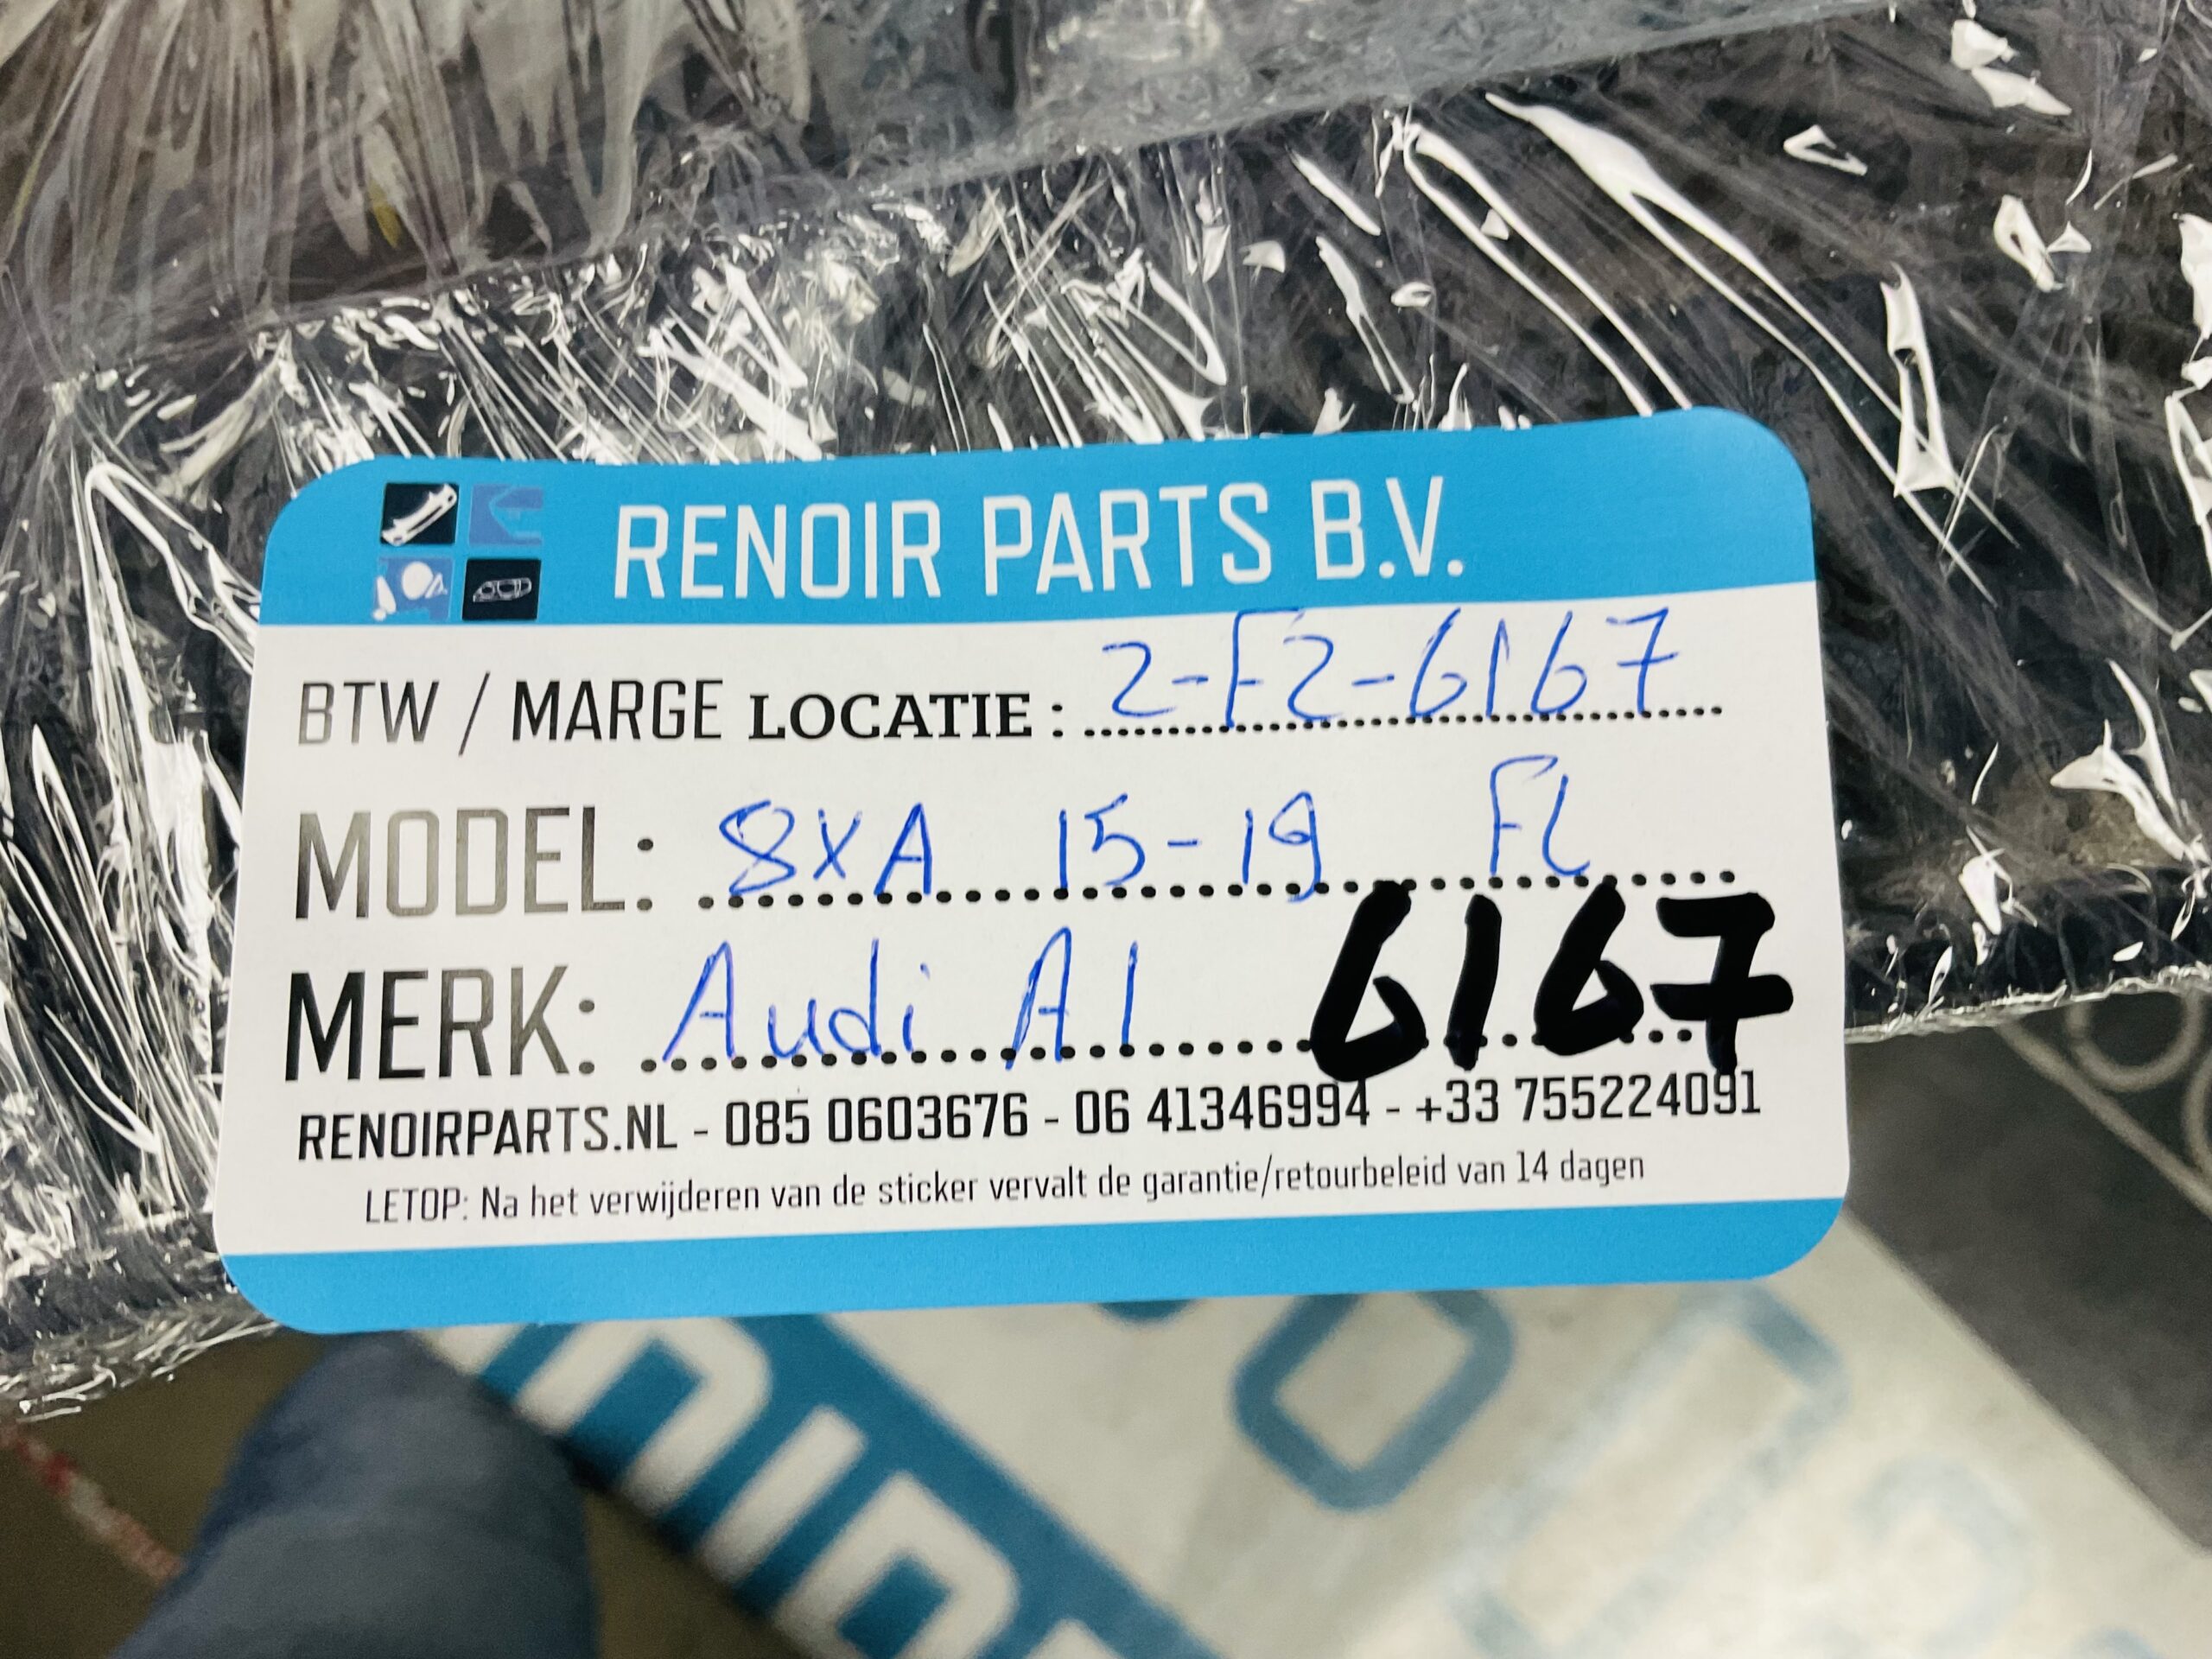 RENOIR PARTS B.V.
BTW / MARGE LOCATIE : 2-F2-6167
MODEL: 8XA 15-19 FL
MERK: Audi A1 6167
RENOIRPARTS.NL - 085 0603676 - 06 41346994 - +33 755224091
LETOP: Na het verwijderen van de sticker vervalt de garantie/retourbeleid van 14 dagen